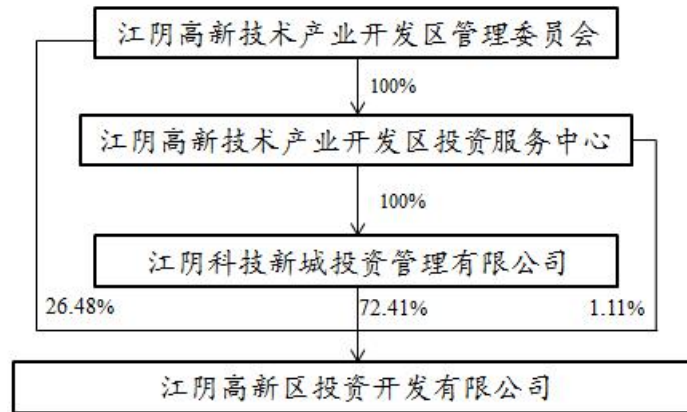 江阴高新技术产业开发区管理委员会
100%
江阴高新技术产业开发区投资服务中心
100%
江阴科技新城投资管理有限公司
26.48%
72.41%
1.11%
江阴高新区投资开发有限公司